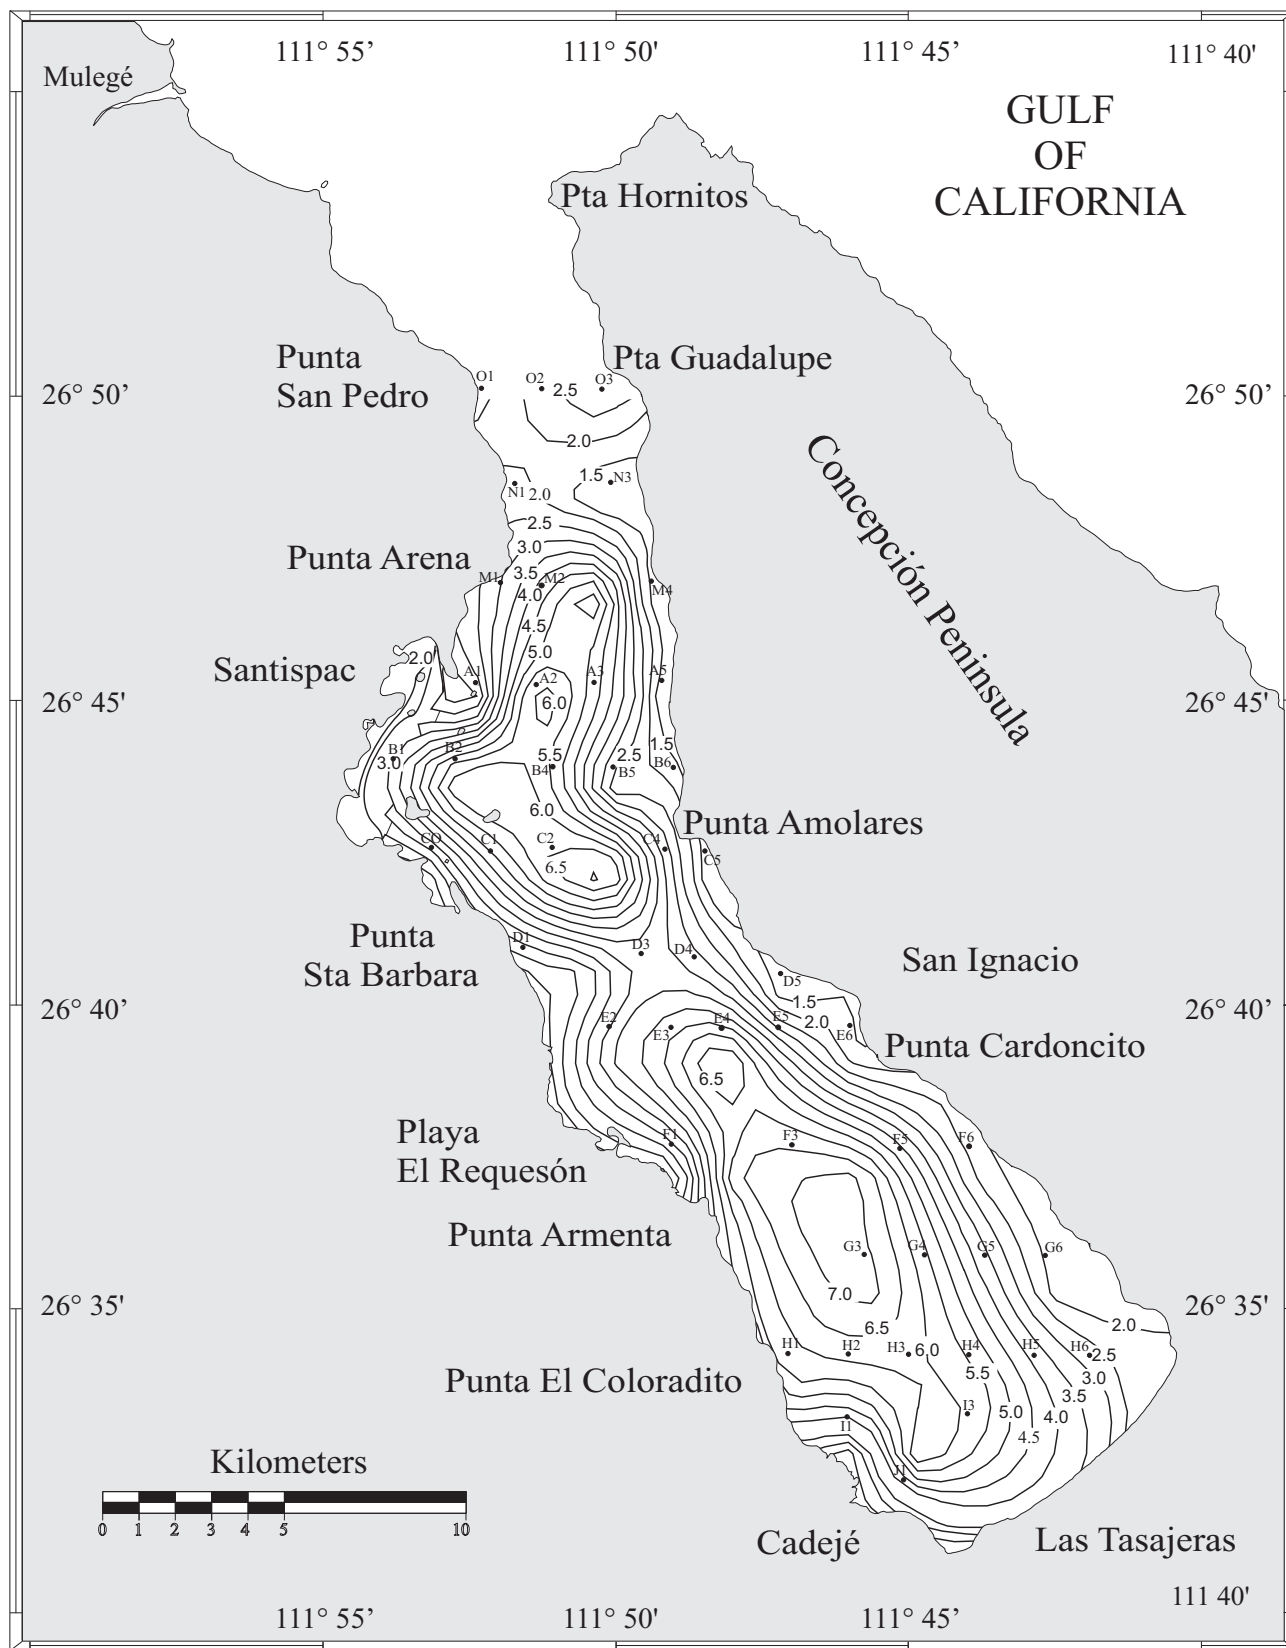 111° 55’ 111° 50' 111° 45’ 111° 40'
Mulegé
GULF
OF
CALIFORNIA
Pta Hornitos
Punta
San Pedro
Pta Guadalupe
O1 O2 O3
2.5
26° 50’ 26° 50’
2.0
1.5 N3
N1 2.0
2.5
Concepción Peninsula
3.0
Punta Arena
3.5
M1 M2 M4
4.0
4.5
5.0
2.0
Santispac
A1 A2 A3 A5
6.0
26° 45’ 26° 45'
1.5
B1 B2 5.5 2.5
3.0 B4 B5 B6
6.0
Punta Amolares
CO C1 C2 C4
C5
6.5
Punta
Sta Barbara
D1 D3 D4
San Ignacio
D5
1.5
26° 40’ 26° 40’
E2 E3 E4 E5 2.0
E6
Punta Cardoncito
6.5
Playa
El Requesón
F1 F3 F5 F6
Punta Armenta
G3 G4 G5 G6
7.0
26° 35' 26° 35'
6.5 2.0
H1 H2 H3 6.0 H4 H5 H6 2.5
5.5 3.0
Punta El Coloradito
3.5
I3 5.0 4.0
I1
4.5
J1
Kilometers
0 1 2 3 4 5 10
Cadejé
Las Tasajeras
111 40'
111° 55’ 111° 50' 111° 45’